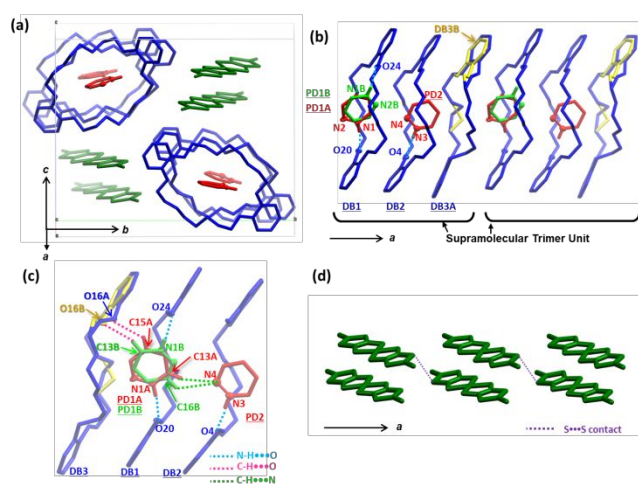 (a)
c
b
a
(b)
DB3B
O24
PD1B
PD1A
N1B
PD2
N2B
N2
N1
N4
N3
O20
O4
DB1
DB2
DB3A
a
Supramolecular Trimer Unit
(c)
O16A
O16B
C15A
O24
C13B
N1B
C13A
N4
N1A
PD1A
PD1B
C16B
N3
PD2
O20
O4
N-H•••O
C-H•••O
C-H•••N
DB3
DB1
DB2
(d)
a
S•••S contact